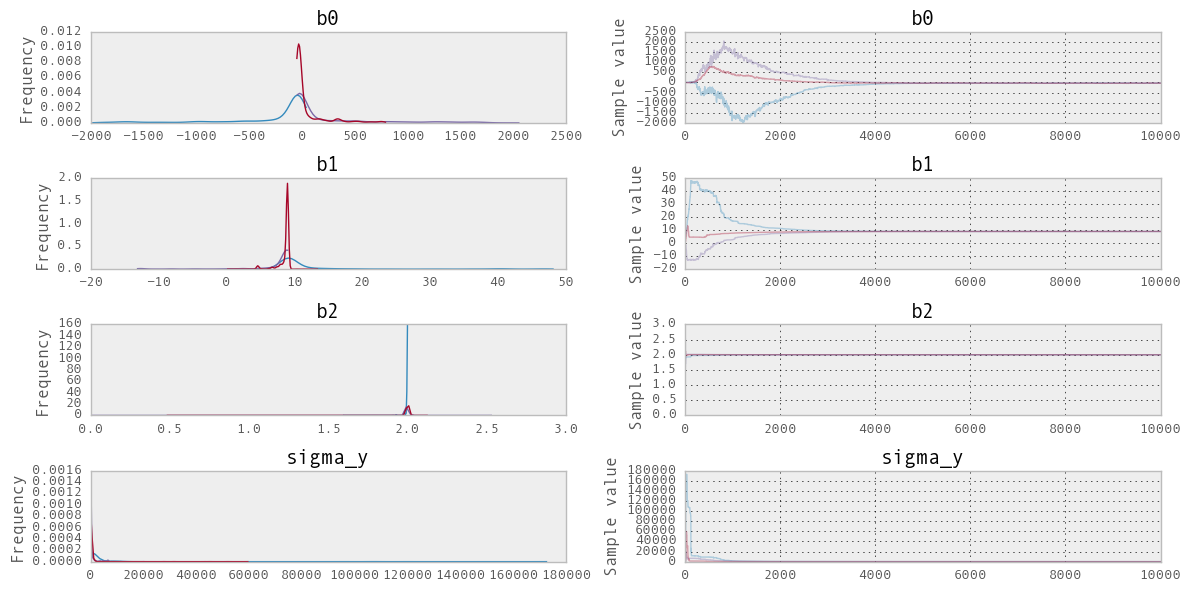 b0
0.012
0.010
0.008
0.006
0.004
0.002
0.000
Frequency
−2000 −1500 −1000 −500 0 500 1000 1500 2000 2500
b0
2500
2000
1500
1000
500
0
−500
−1000
−1500
−2000
Sample value
0 2000 4000 6000 8000 10000
b1
2.0
1.5
1.0
0.5
0.0
Frequency
−20 −10 0 10 20 30 40 50
b1
50
40
30
20
10
0
−10
−20
Sample value
0 2000 4000 6000 8000 10000
b2
160
140
120
100
80
60
40
20
0
Frequency
0.0 0.5 1.0 1.5 2.0 2.5 3.0
b2
3.0
2.5
2.0
1.5
1.0
0.5
0.0
Sample value
0 2000 4000 6000 8000 10000
sigma_y
0.0016
0.0014
0.0012
0.0010
0.0008
0.0006
0.0004
0.0002
0.0000
Frequency
0 20000 40000 60000 80000 100000 120000 140000 160000 180000
sigma_y
180000
160000
140000
120000
100000
80000
60000
40000
20000
0
Sample value
0 2000 4000 6000 8000 10000